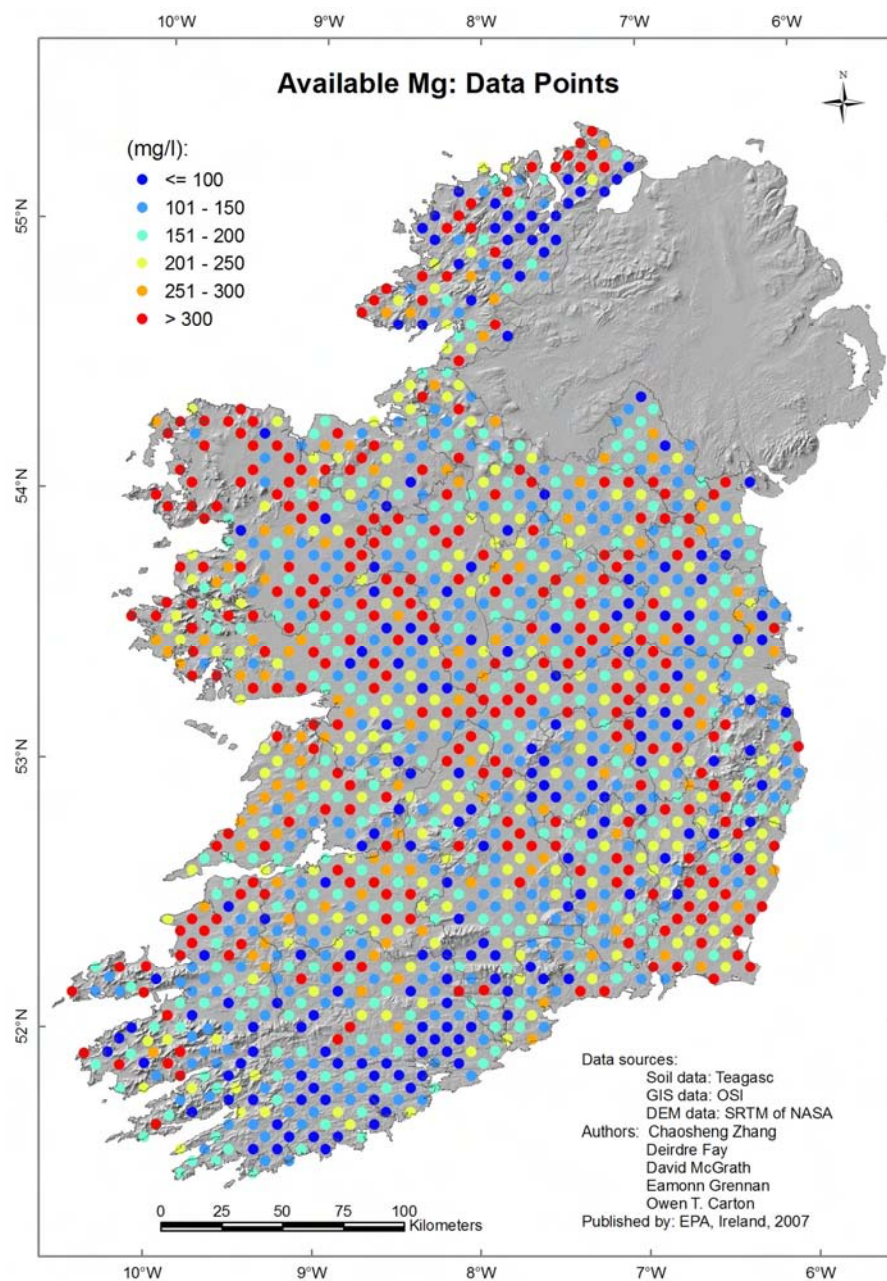 10°W 9°W 8°W 7°W 6°W
Available Mg: Data Points
N
(mg/l):
<= 100
101 - 150
151 - 200
201 - 250
251 - 300
> 300
55°N
54°N
53°N
52°N
Data sources:
Soil data: Teagasc
GIS data: OSI
DEM data: SRTM of NASA
Authors: Chaosheng Zhang
Deirdre Fay
David McGrath
Eamonn Grennan
Owen T. Carton
Published by: EPA, Ireland, 2007
0 25 50 75 100
Kilometers
10°W 9°W 8°W 7°W 6°W